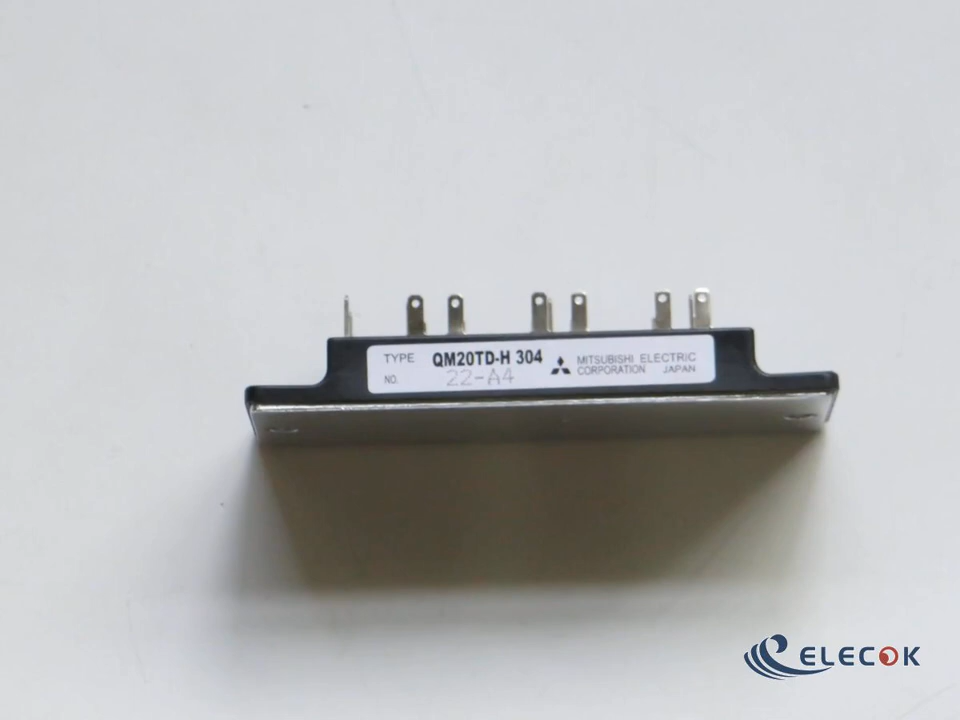 TYPE QM20TD-H 304
NO. 22-A4
MITSUBISHI ELECTRIC
CORPORATION JAPAN
ELECOK